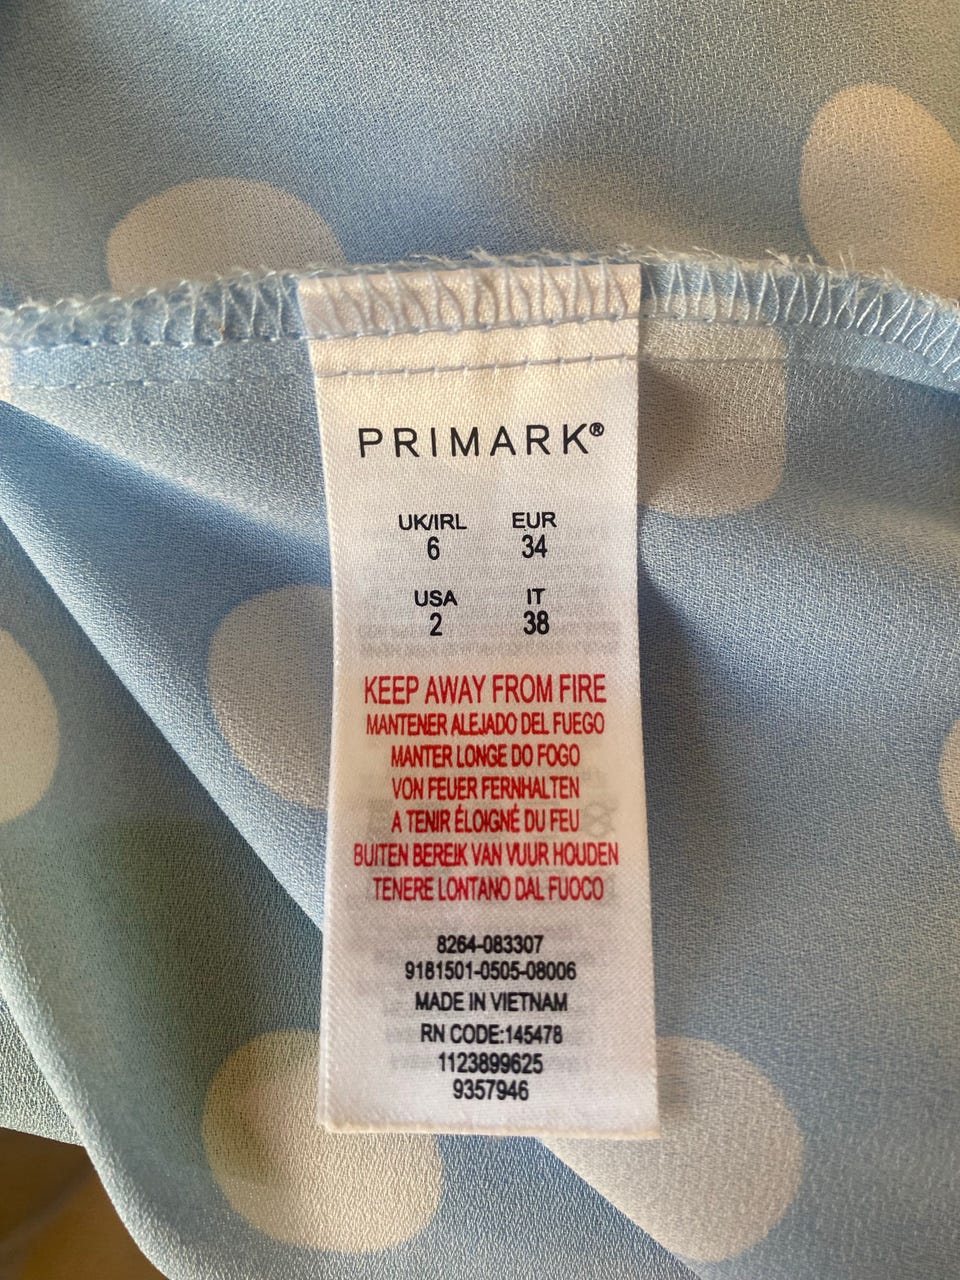 PRIMARK®
UK/IRL EUR
6 34
USA IT
2 38
KEEP AWAY FROM FIRE
MANTENER ALEJADO DEL FUEGO
MANTER LONGE DO FOGO
VON FEUER FERNHALTEN
A TENIR ÉLOIGNÉ DU FEU
BUITEN BEREIK VAN VUUR HOUDEN
TENERE LONTANO DAL FUOCO
8264-083307
9181501-0505-08006
MADE IN VIETNAM
RN CODE:145478
1123899625
9357946